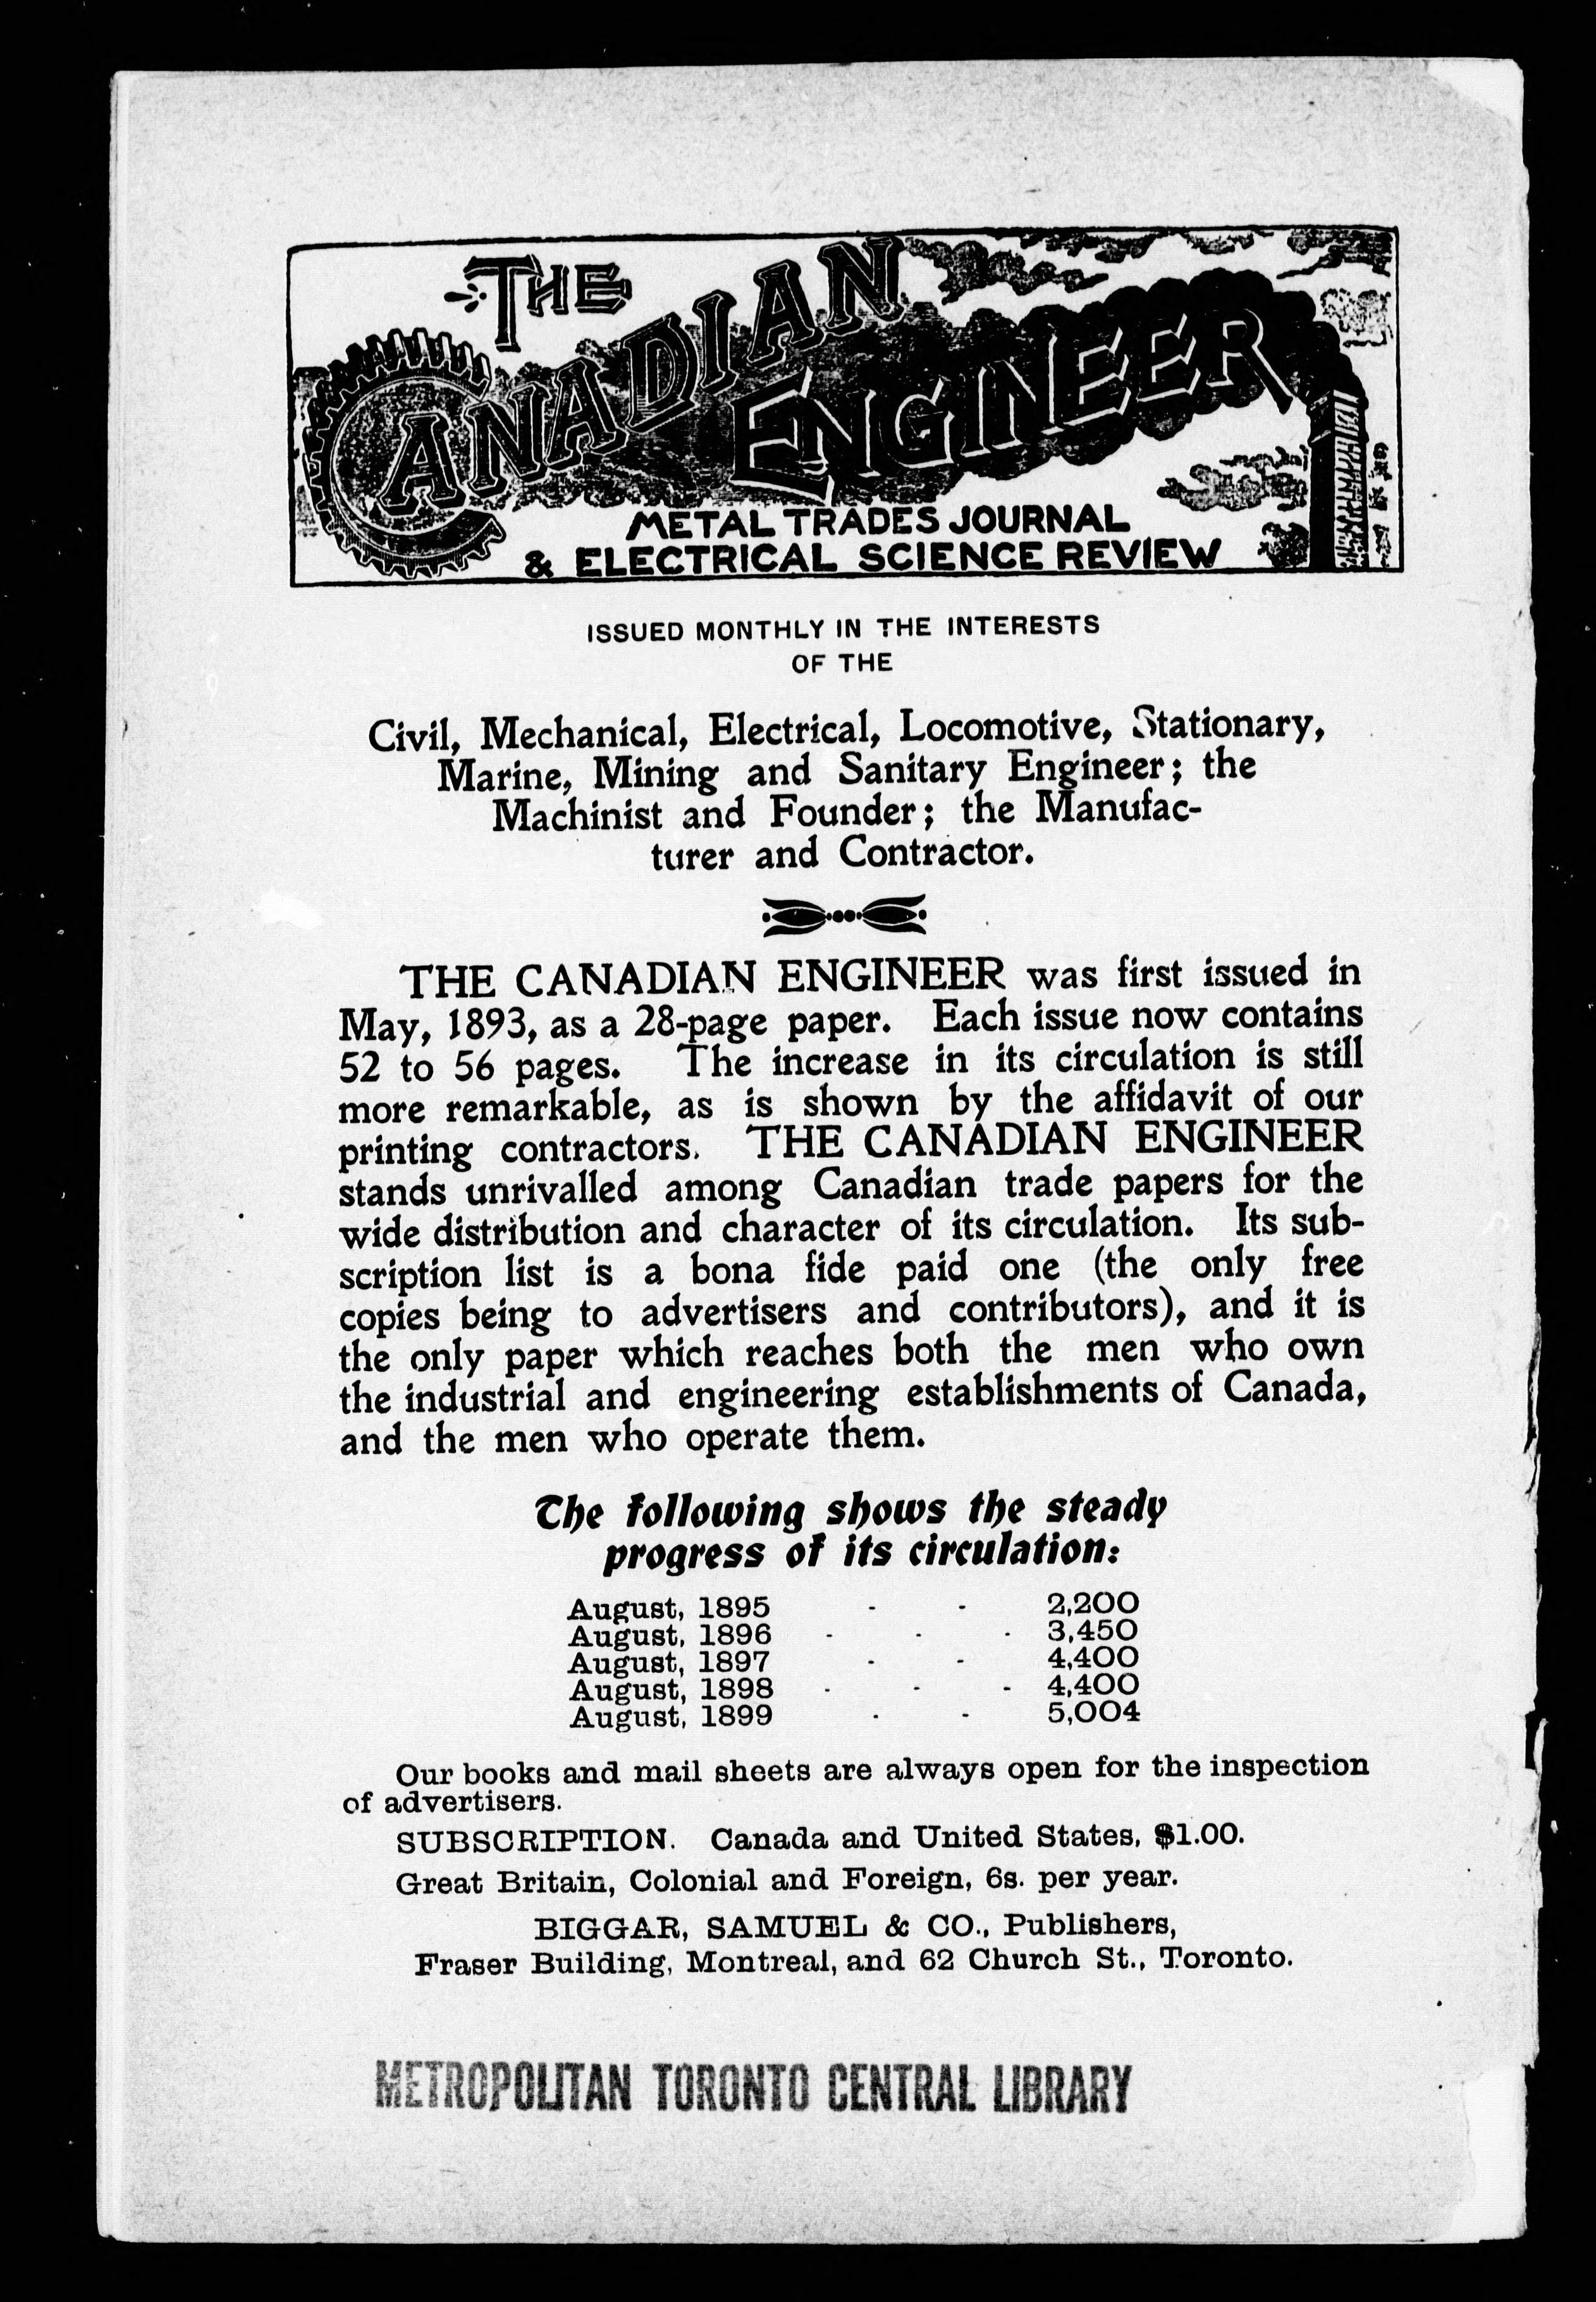 THE
CANADIAN
ENGINEER
METAL TRADES JOURNAL
& ELECTRICAL SCIENCE REVIEW
ISSUED MONTHLY IN THE INTERESTS
OF THE
Civil, Mechanical, Electrical, Locomotive, Stationary,
Marine, Mining and Sanitary Engineer; the
Machinist and Founder; the Manufac-
turer and Contractor.
THE CANADIAN ENGINEER was first issued in
May, 1893, as a 28-page paper. Each issue now contains
52 to 56 pages. The increase in its circulation is still
more remarkable, as is shown by the affidavit of our
printing contractors. THE CANADIAN ENGINEER
stands unrivalled among Canadian trade papers for the
wide distribution and character of its circulation. Its sub-
scription list is a bona fide paid one (the only free
copies being to advertisers and contributors), and it is
the only paper which reaches both the men who own
the industrial and engineering establishments of Canada,
and the men who operate them.
The following shows the steady
progress of its circulation:
August, 1895 - - 2,200
August, 1896 - - - 3,450
August, 1897 - - 4,400
August, 1898 - - - 4,400
August, 1899 - - 5,004
Our books and mail sheets are always open for the inspection
of advertisers.
SUBSCRIPTION. Canada and United States, $1.00.
Great Britain, Colonial and Foreign, 6s. per year.
BIGGAR, SAMUEL & CO., Publishers,
Fraser Building, Montreal, and 62 Church St., Toronto.
METROPOLITAN TORONTO CENTRAL LIBRARY